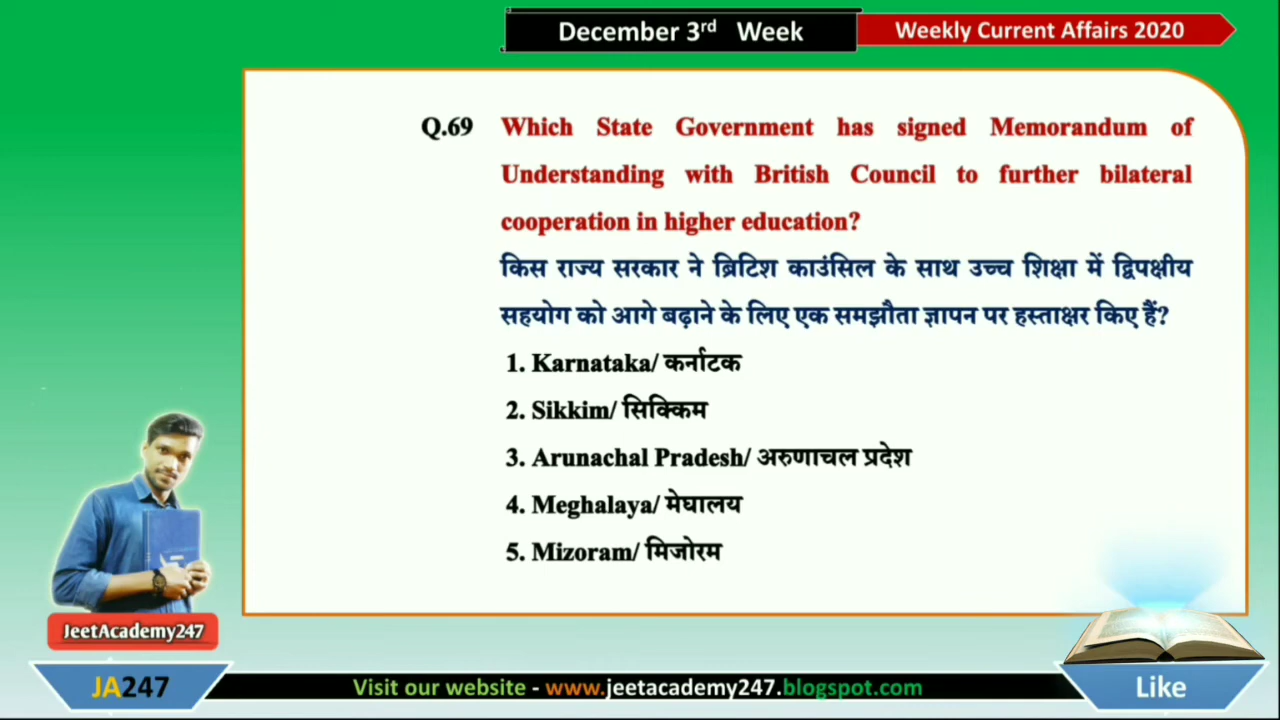 December 3rd Week
Weekly Current Affairs 2020
Q.69 Which State Government has signed Memorandum of
Understanding with British Council to further bilateral
cooperation in higher education?
किस राज्य सरकार ने ब्रिटिश काउंसिल के साथ उच्च शिक्षा में द्विपक्षीय
सहयोग को आगे बढ़ाने के लिए एक समझौता ज्ञापन पर हस्ताक्षर किए हैं?
1. Karnataka/ कर्नाटक
2. Sikkim/ सिक्किम
3. Arunachal Pradesh/ अरुणाचल प्रदेश
4. Meghalaya/ मेघालय
5. Mizoram/ मिजोरम
JeetAcademy247
JA247
Visit our website - www.jeetacademy247.blogspot.com
Like